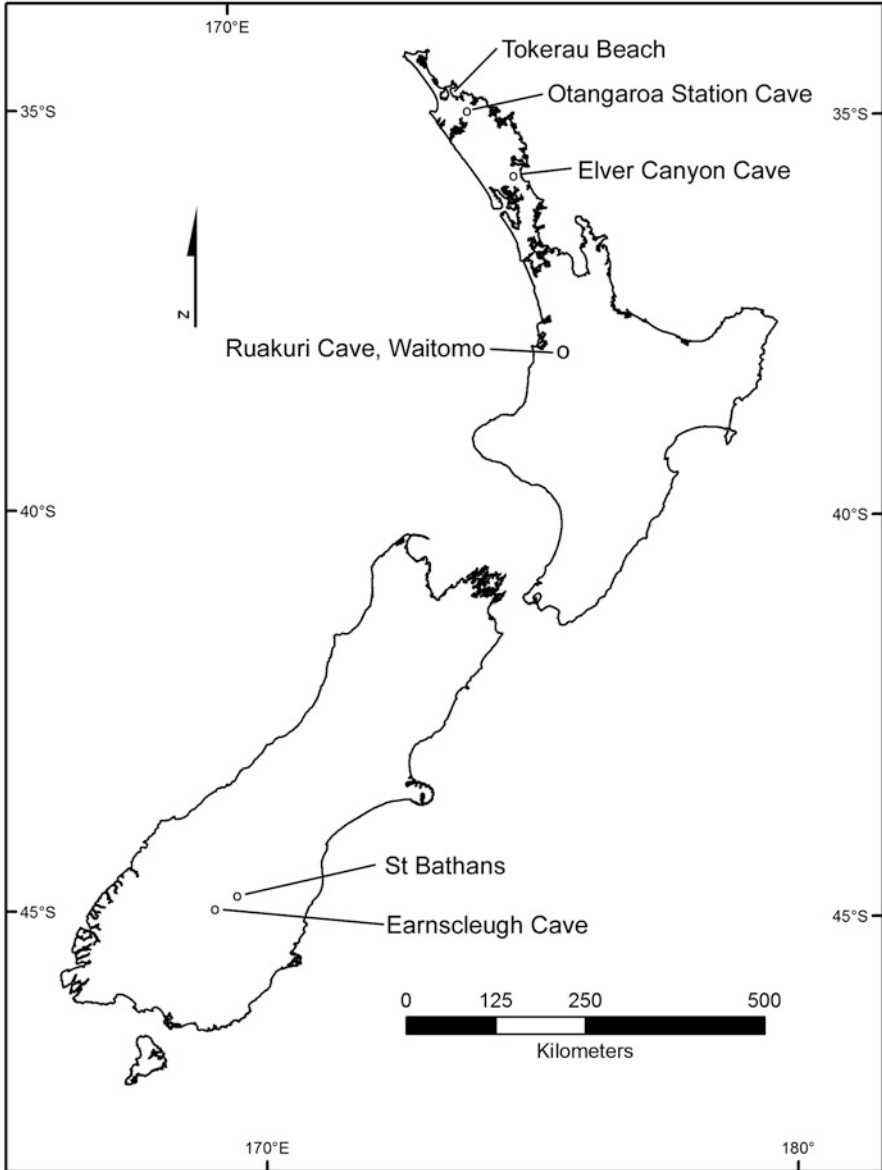 170°E
Tokerau Beach
Otangaroa Station Cave
35°S
35°S
Elver Canyon Cave
N
Ruakuri Cave, Waitomo
40°S
40°S
St Bathans
45°S
45°S
Earnscleugh Cave
0 125 250 500
Kilometers
170°E
180°